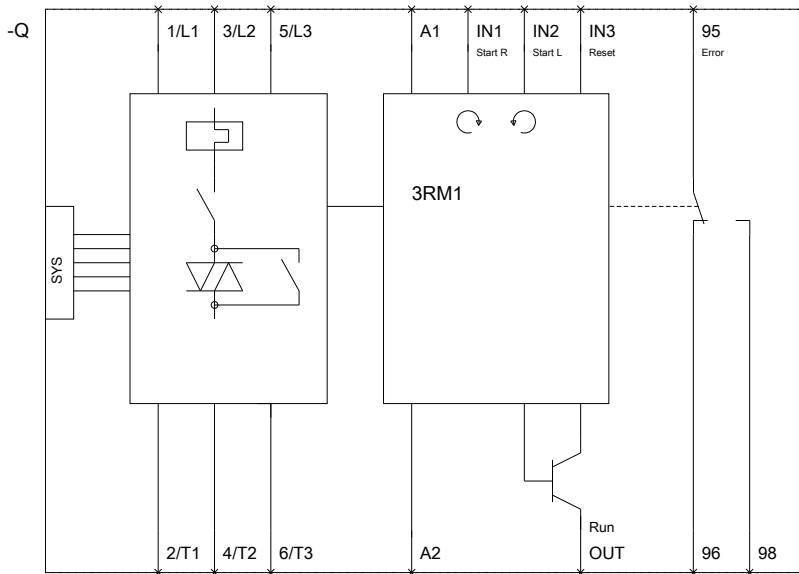 -Q
1/L1 3/L2 5/L3 A1 IN1 IN2 IN3 95
Start R Start L Reset Error
3RM1
SYS
Run
2/T1 4/T2 6/T3 A2 OUT 96 98